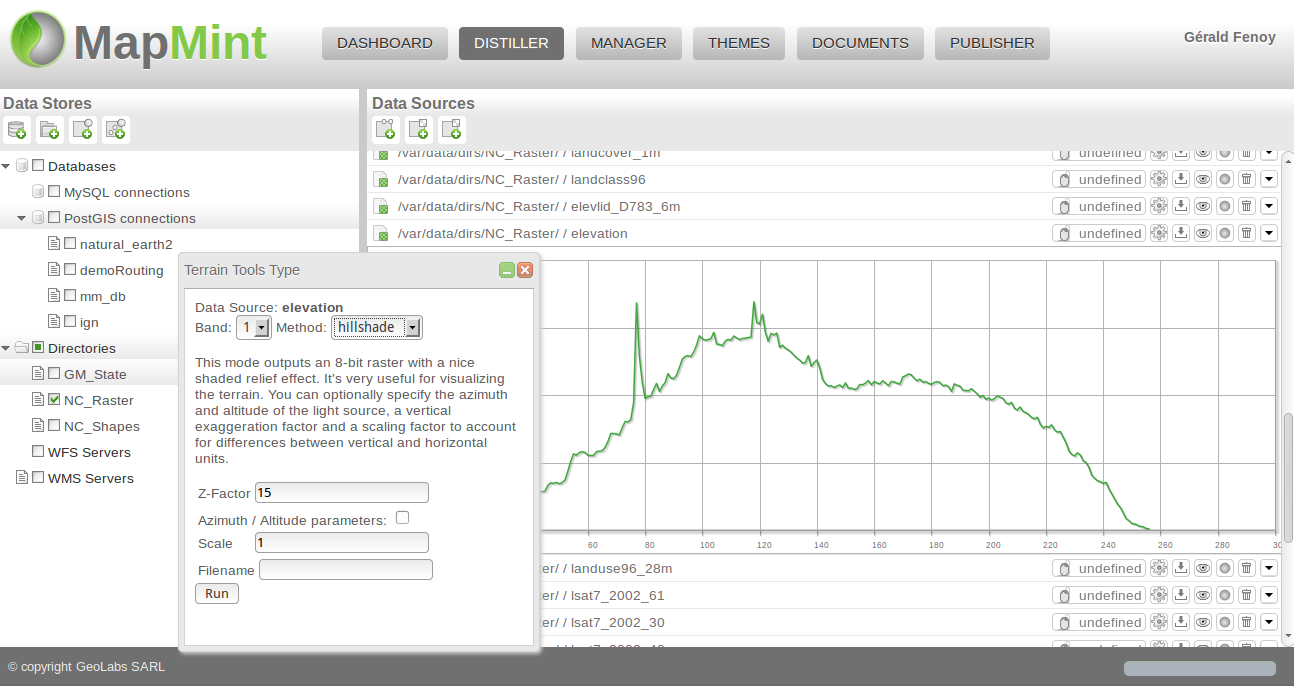 MapMint
DASHBOARD
DISTILLER
MANAGER
THEMES
DOCUMENTS
PUBLISHER
Gérald Fenoy
Data Stores
Databases
MySQL connections
PostGIS connections
natural_earth2
demoRouting
mm_db
ign
Directories
GM_State
NC_Raster
NC_Shapes
WFS Servers
WMS Servers
Data Sources
/var/data/dirs/NC_Raster/ / landcover_1m undefined
/var/data/dirs/NC_Raster/ / landclass96 undefined
/var/data/dirs/NC_Raster/ / elevlid_D783_6m undefined
/var/data/dirs/NC_Raster/ / elevation undefined
Terrain Tools Type
Data Source: elevation
Band: 1 Method: hillshade
This mode outputs an 8-bit raster with a nice
shaded relief effect. It's very useful for visualizing
the terrain. You can optionally specify the azimuth
and altitude of the light source, a vertical
exaggeration factor and a scaling factor to account
for differences between vertical and horizontal
units.
Z-Factor 15
Azimuth / Altitude parameters:
Scale 1
Filename
Run
60 80 100 120 140 160 180 200 220 240 260 280 30
er/ / landuse96_28m undefined
er/ / lsat7_2002_61 undefined
er/ / lsat7_2002_30 undefined
© copyright GeoLabs SARL